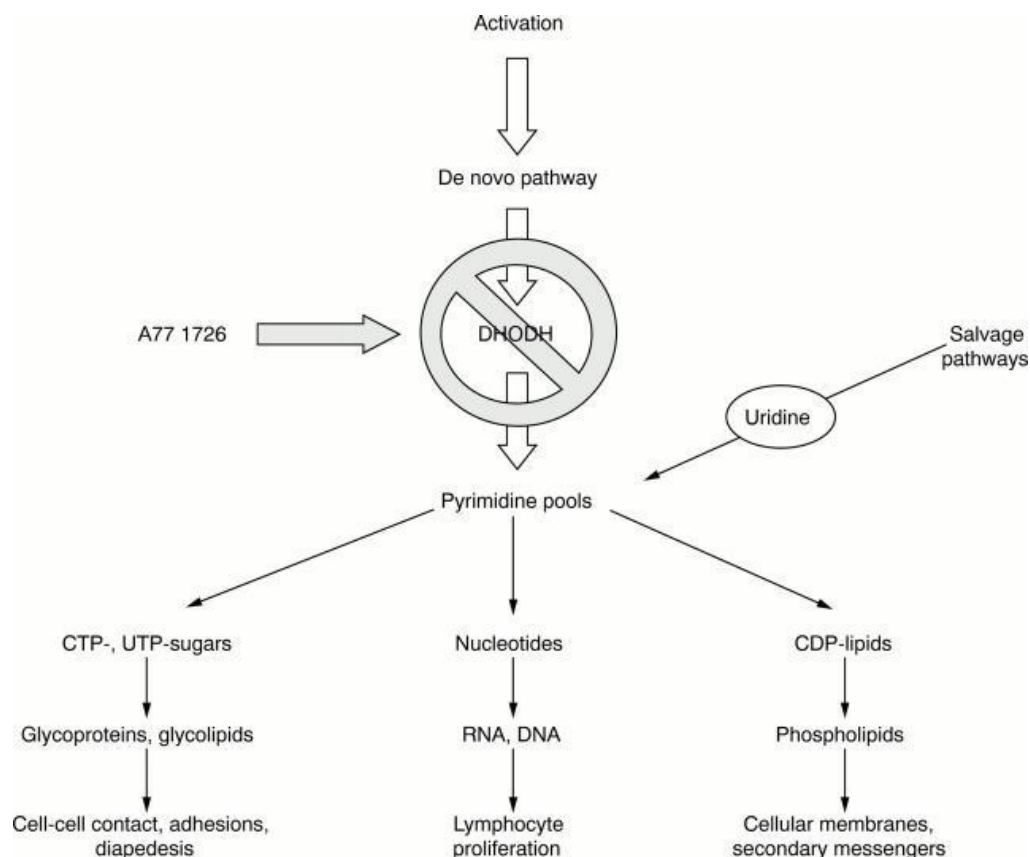 Activation
De novo pathway
A77 1726
DHODH
Salvage
pathways
Uridine
Pyrimidine pools
CTP-, UTP-sugars
Nucleotides
CDP-lipids
Glycoproteins, glycolipids
RNA, DNA
Phospholipids
Cell-cell contact, adhesions,
diapedesis
Lymphocyte
proliferation
Cellular membranes,
secondary messengers